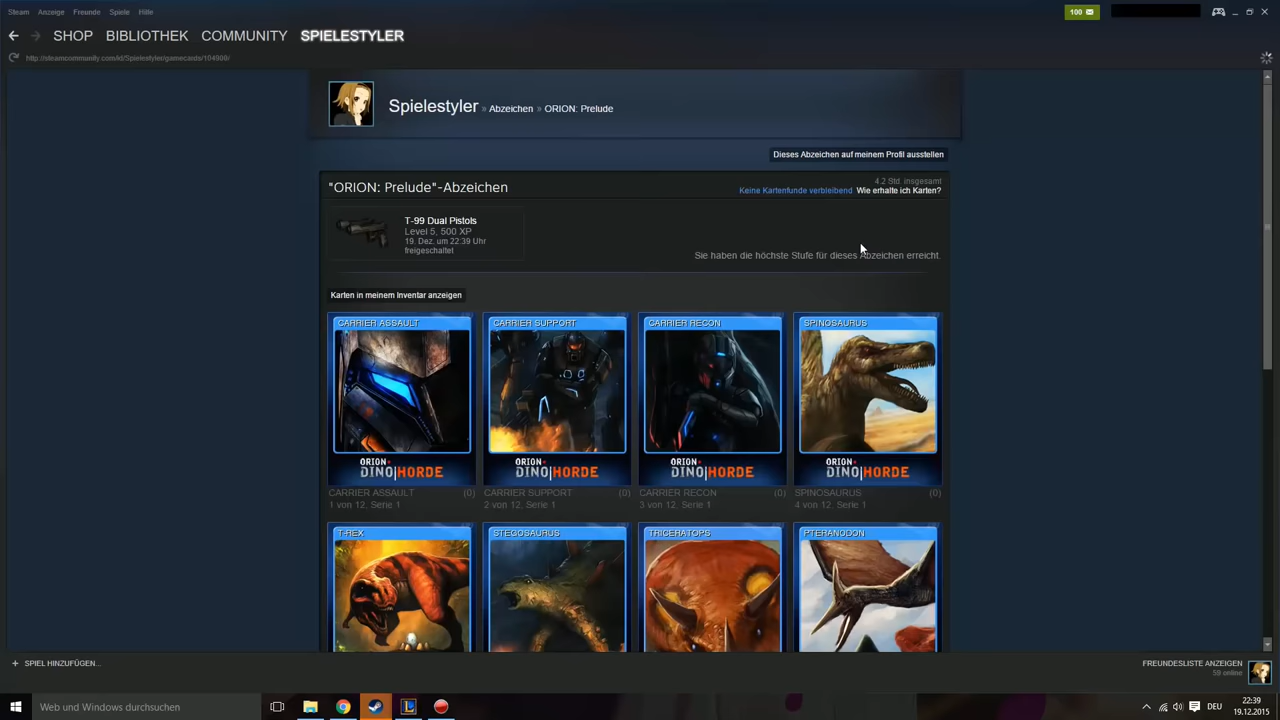 Steam Anzeige Freunde Spiele Hilfe
100
SHOP BIBLIOTHEK COMMUNITY SPIELESTYLER
http://steamcommunity.com/id/Spielestyler/gamecards/104900/
Spielestyler » Abzeichen » ORION: Prelude
Dieses Abzeichen auf meinem Profil ausstellen
"ORION: Prelude"-Abzeichen
4.2 Std. insgesamt
Keine Kartenfunde verbleibend Wie erhalte ich Karten?
T-99 Dual Pistols
Level 5, 500 XP
19. Dez. um 22:39 Uhr
freigeschaltet
Sie haben die höchste Stufe für dieses Abzeichen erreicht.
Karten in meinem Inventar anzeigen
CARRIER ASSAULT CARRIER SUPPORT CARRIER RECON SPINOSAURUS
ORION: ORION: ORION: ORION:
DINO|HORDE DINO|HORDE DINO|HORDE DINO|HORDE
CARRIER ASSAULT (0) CARRIER SUPPORT (0) CARRIER RECON (0) SPINOSAURUS (0)
1 von 12, Serie 1 2 von 12, Serie 1 3 von 12, Serie 1 4 von 12, Serie 1
T-REX STEGOSAURUS TRICERATOPS PTERANODON
+ SPIEL HINZUFÜGEN...
FREUNDESLISTE ANZEIGEN
59 online
Web und Windows durchsuchen
DEU
22:39
19.12.2015